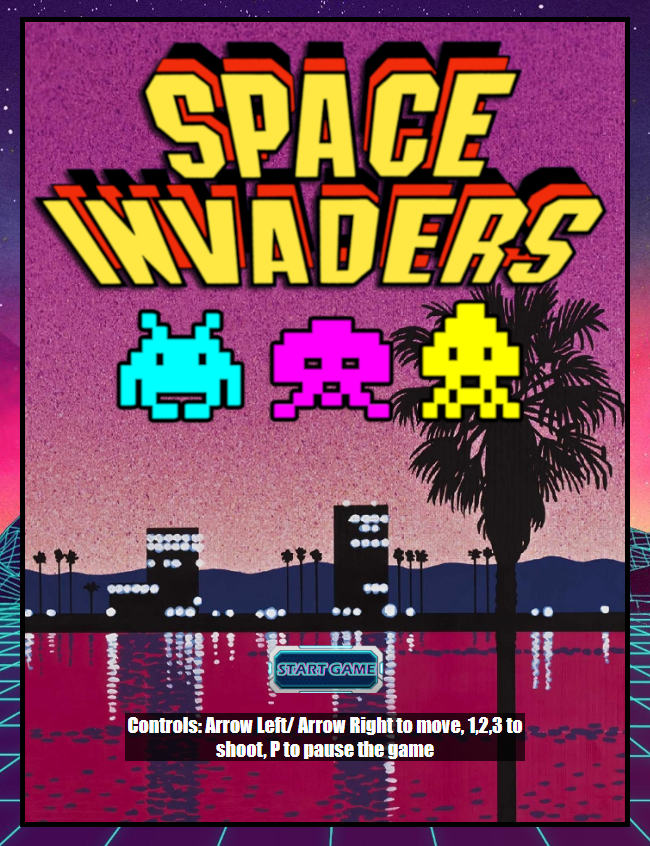 SPACE
INVADERS
START GAME
Controls: Arrow Left/ Arrow Right to move, 1,2,3 to
shoot, P to pause the game